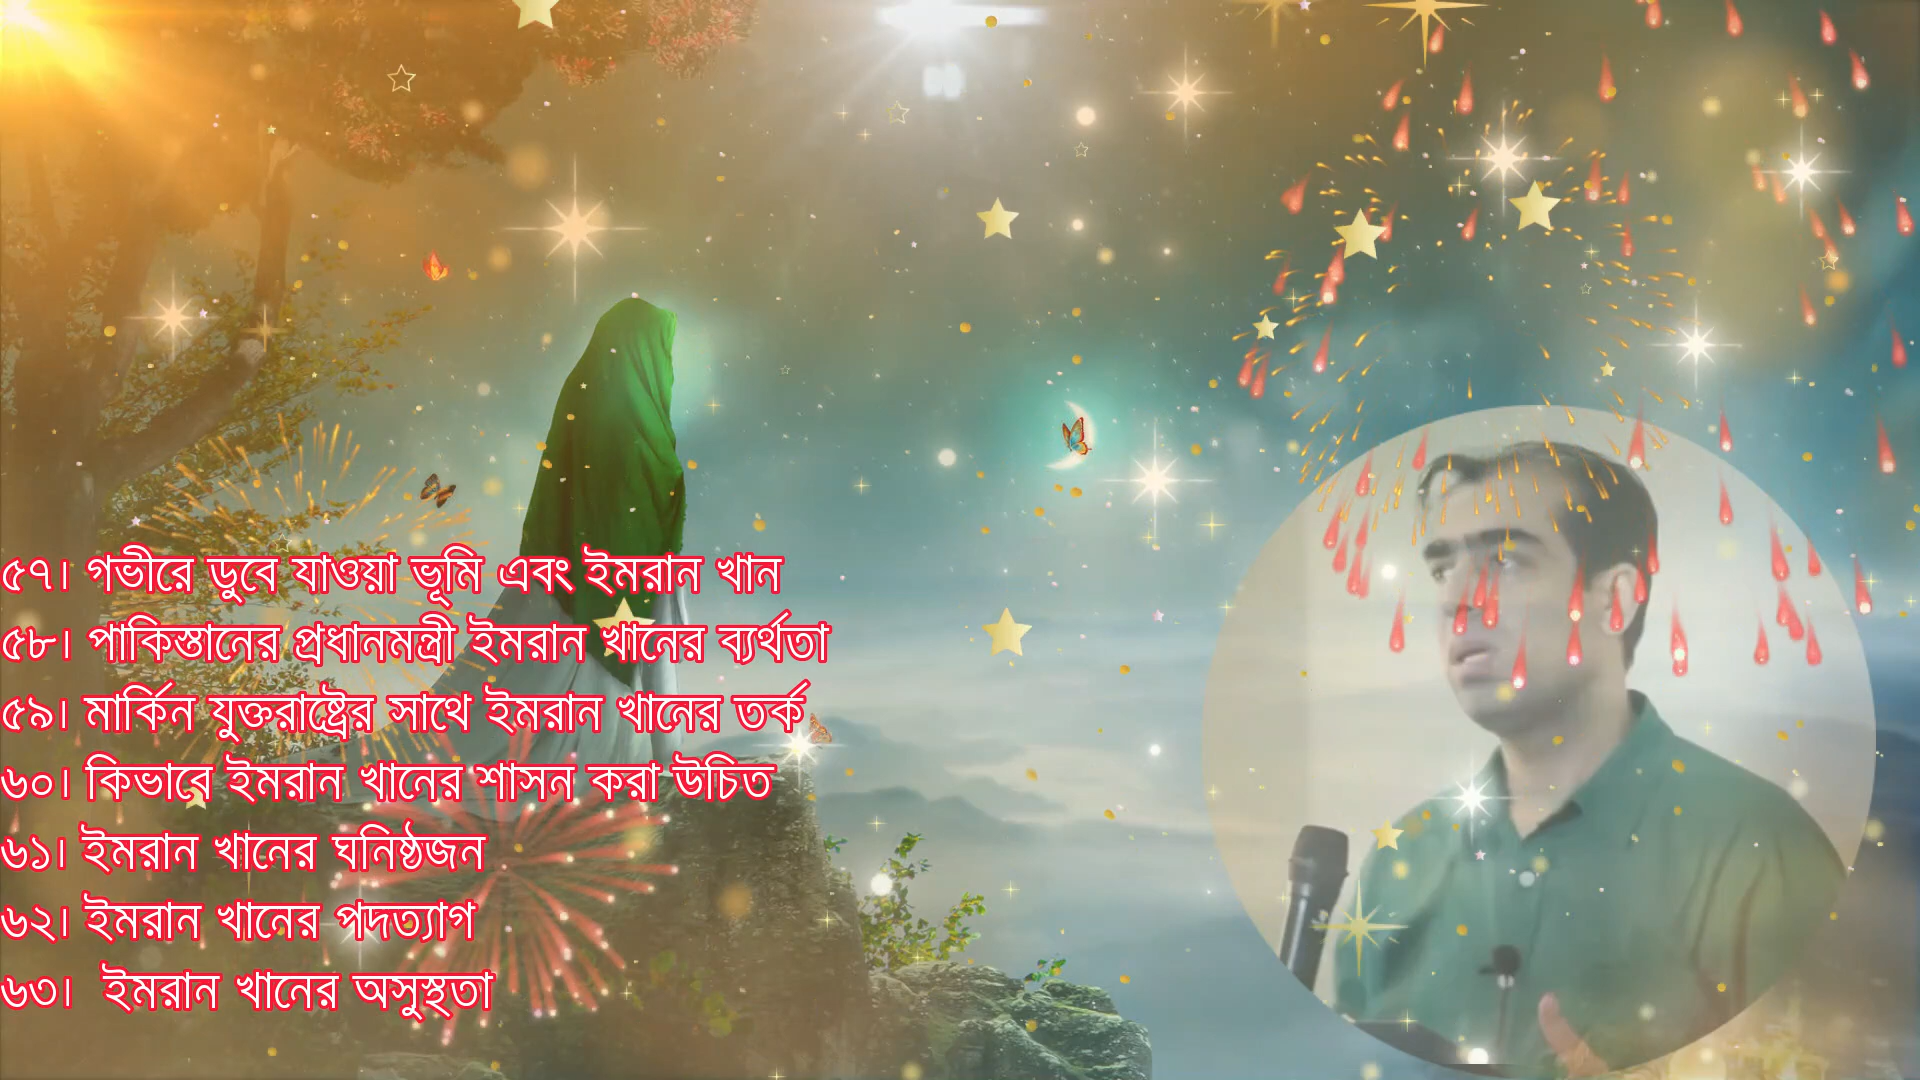 ৫৭। গভীরে ডুবে যাওয়া ভূমি এবং ইমরান খান
৫৮। পাকিস্তানের প্রধানমন্ত্রী ইমরান খানের ব্যর্থতা
৫৯। মার্কিন যুক্তরাষ্ট্রের সাথে ইমরান খানের তর্ক
৬০। কিভাবে ইমরান খানের শাসন করা উচিত
৬১। ইমরান খানের ঘনিষ্ঠজন
৬২। ইমরান খানের পদত্যাগ
৬৩। ইমরান খানের অসুস্থতা